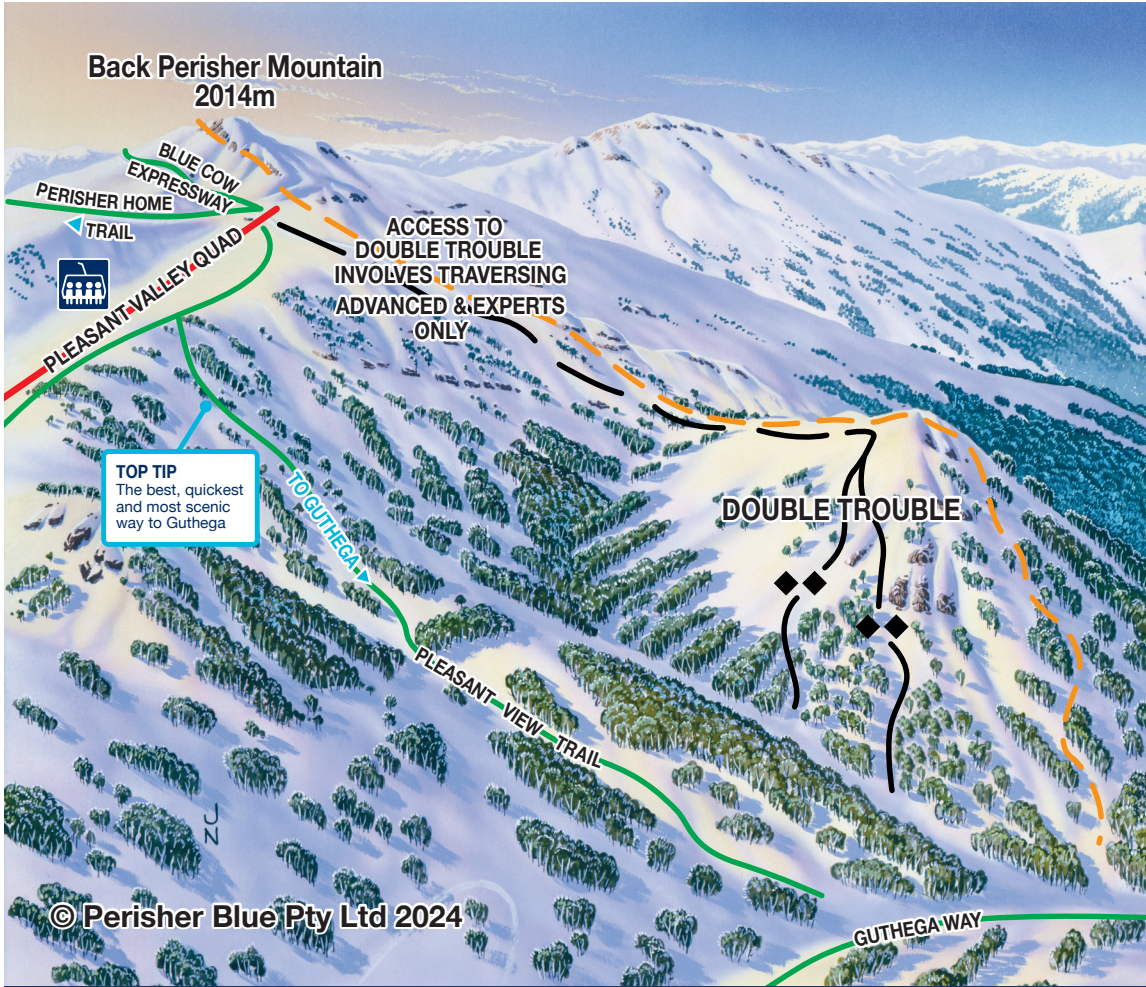 Back Perisher Mountain
2014m
BLUE COW
EXPRESSWAY
PERISHER HOME
TRAIL
PLEASANT VALLEY QUAD
ACCESS TO
DOUBLE TROUBLE
INVOLVES TRAVERSING
ADVANCED & EXPERTS
ONLY
TOP TIP
The best, quickest
and most scenic
way to Guthega
TO GUTHEGA
DOUBLE TROUBLE
PLEASANT VIEW TRAIL
© Perisher Blue Pty Ltd 2024
GUTHEGA WAY